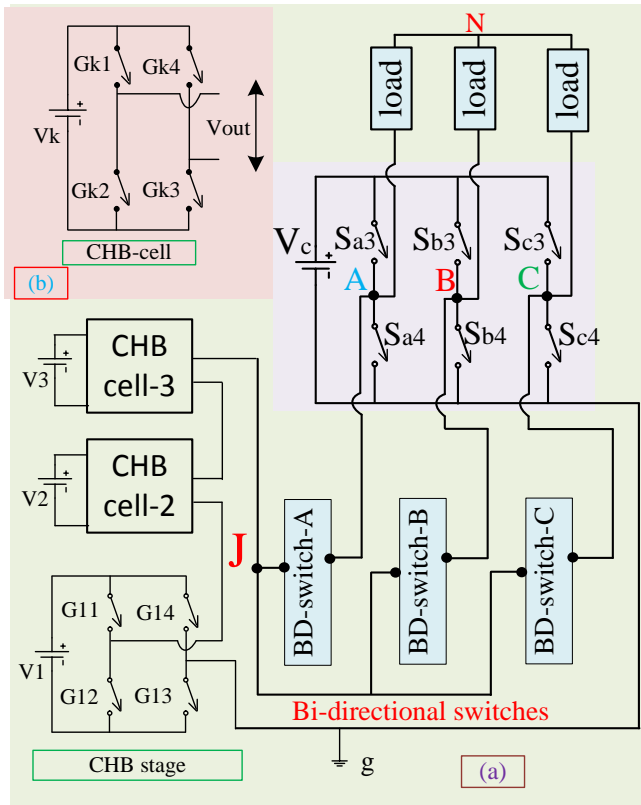 N
Gk1
Gk4
Vk
Vout
Gk2
Gk3
CHB-cell
(b)
load
load
load
Vc
Sa3
Sb3
Sc3
A
B
C
Sa4
Sb4
Sc4
V3
CHB
cell-3
V2
CHB
cell-2
J
BD-switch-A
BD-switch-B
BD-switch-C
G11
G14
V1
G12
G13
Bi-directional switches
CHB stage
g
(a)